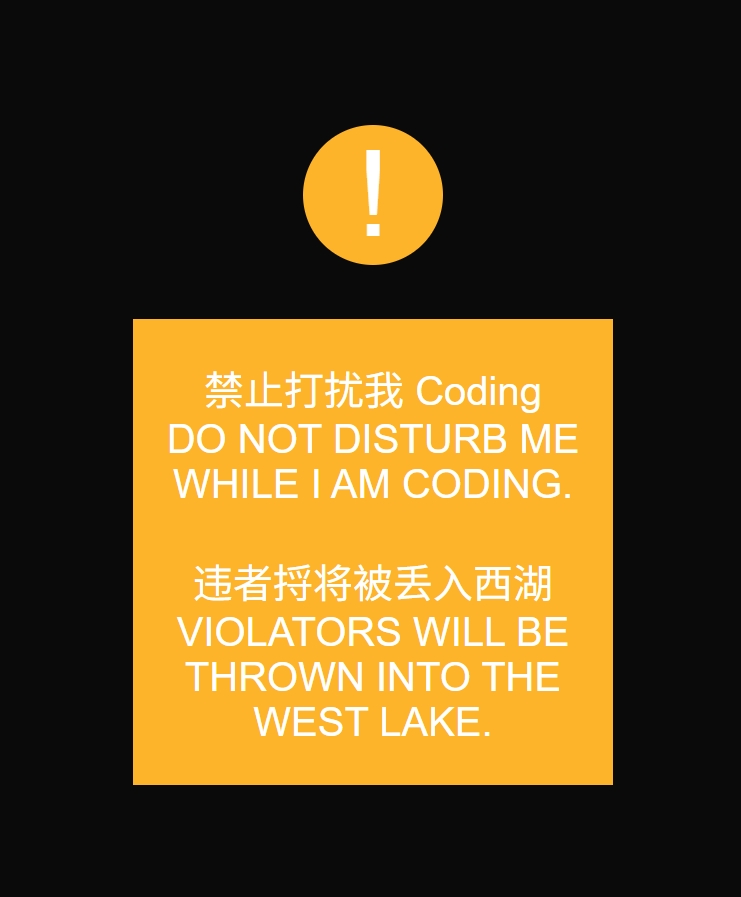 !
禁止打扰我 Coding
DO NOT DISTURB ME
WHILE I AM CODING.
违者捋将被丢入西湖
VIOLATORS WILL BE
THROWN INTO THE
WEST LAKE.